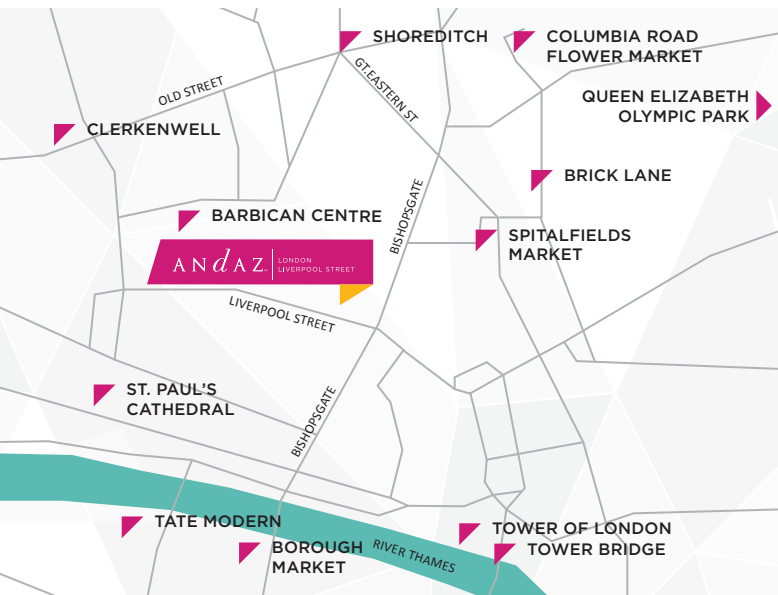 SHOREDITCH
COLUMBIA ROAD
FLOWER MARKET
GT.EASTERN ST
OLD STREET
QUEEN ELIZABETH
OLYMPIC PARK
CLERKENWELL
BRICK LANE
BARBICAN CENTRE
BISHOPSGATE
SPITALFIELDS
MARKET
ANdAZ™
LONDON
LIVERPOOL STREET
LIVERPOOL STREET
ST. PAUL'S
CATHEDRAL
BISHOPSGATE
TATE MODERN
TOWER OF LONDON
BOROUGH
MARKET
RIVER THAMES
TOWER BRIDGE